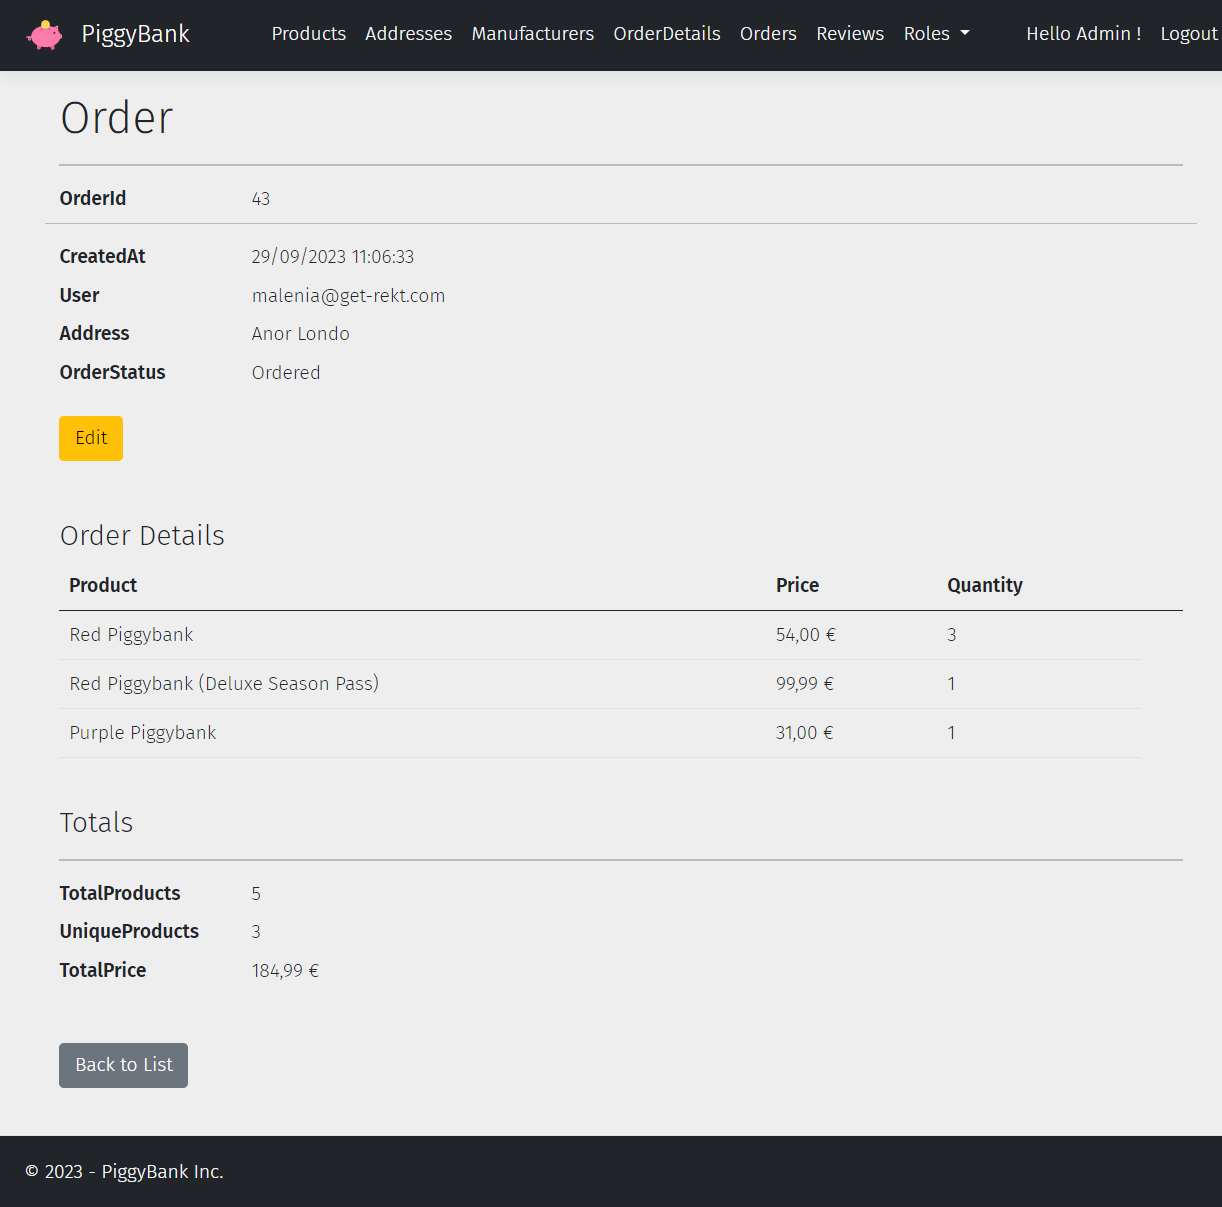 PiggyBank Products Addresses Manufacturers OrderDetails Orders Reviews Roles Hello Admin ! Logout
Order
OrderId 43
CreatedAt 29/09/2023 11:06:33
User malenia@get-rekt.com
Address Anor Londo
OrderStatus Ordered
Edit
Order Details
Product Price Quantity
Red Piggybank 54,00 € 3
Red Piggybank (Deluxe Season Pass) 99,99 € 1
Purple Piggybank 31,00 € 1
Totals
TotalProducts 5
UniqueProducts 3
TotalPrice 184,99 €
Back to List
© 2023 - PiggyBank Inc.